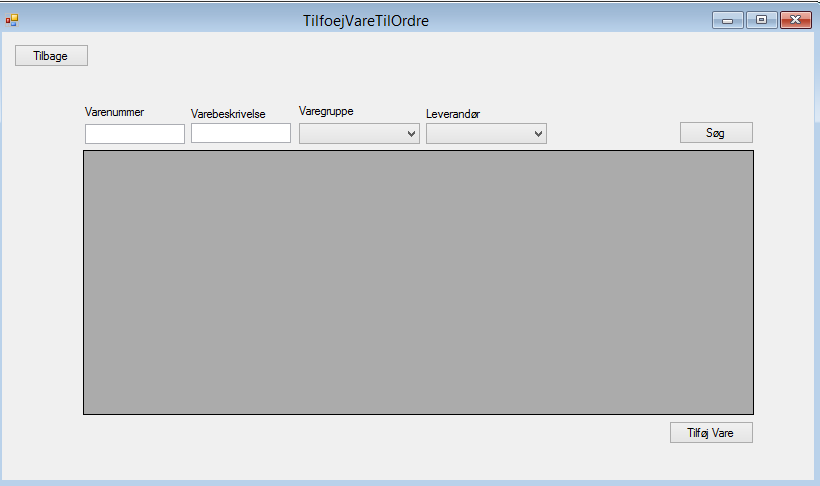 TilfoejVareTilOrdre
Tilbage
Varenummer
Varebeskrivelse
Varegruppe
Leverandør
Søg
Tilføj Vare